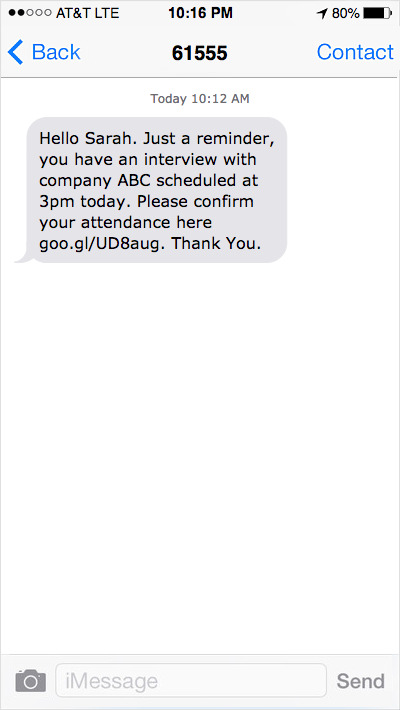 AT&T LTE 10:16 PM 80%
Back 61555 Contact
Today 10:12 AM
Hello Sarah. Just a reminder,
you have an interview with
company ABC scheduled at
3pm today. Please confirm
your attendance here
goo.gl/UD8aug. Thank You.
iMessage Send